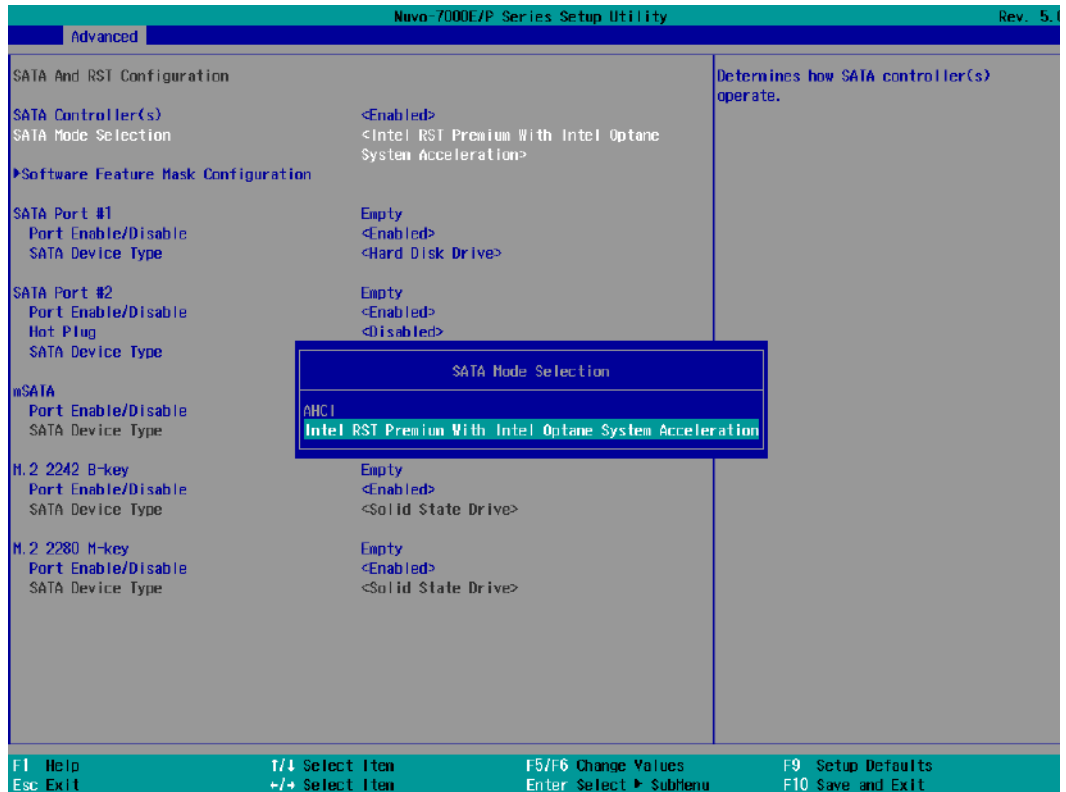 Nuvo-7000E/P Series Setup Utility Rev. 5.
Advanced
SATA And RST Configuration
Determines how SATA controller(s)
operate.
SATA Controller(s) <Enabled>
SATA Mode Selection <Intel RST Premium With Intel Optane
System Acceleration>
▶Software Feature Mask Configuration
SATA Port #1 Empty
Port Enable/Disable <Enabled>
SATA Device Type <Hard Disk Drive>
SATA Port #2 Empty
Port Enable/Disable <Enabled>
Hot Plug <Disabled>
SATA Device Type
SATA Mode Selection
AHCI
Intel RST Premium With Intel Optane System Acceleration
mSATA
Port Enable/Disable
SATA Device Type
M.2 2242 B-key Empty
Port Enable/Disable <Enabled>
SATA Device Type <Solid State Drive>
M.2 2280 M-key Empty
Port Enable/Disable <Enabled>
SATA Device Type <Solid State Drive>
F1 Help ↑/↓ Select Item F5/F6 Change Values F9 Setup Defaults
Esc Exit ←/→ Select Item Enter Select ▶ SubMenu F10 Save and Exit